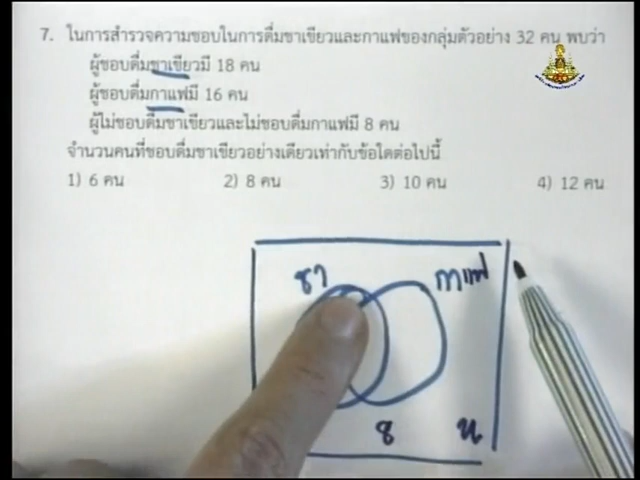 7. ในการสำรวจความชอบในการดื่มชาเขียวและกาแฟของกลุ่มตัวอย่าง 32 คน พบว่า
ผู้ชอบดื่มชาเขียวมี 18 คน
ผู้ชอบดื่มกาแฟมี 16 คน
ผู้ไม่ชอบดื่มชาเขียวและไม่ชอบดื่มกาแฟมี 8 คน
จำนวนคนที่ชอบดื่มชาเขียวอย่างเดียวเท่ากับข้อใดต่อไปนี้
1) 6 คน 2) 8 คน 3) 10 คน 4) 12 คน
ชา กาแฟ
8